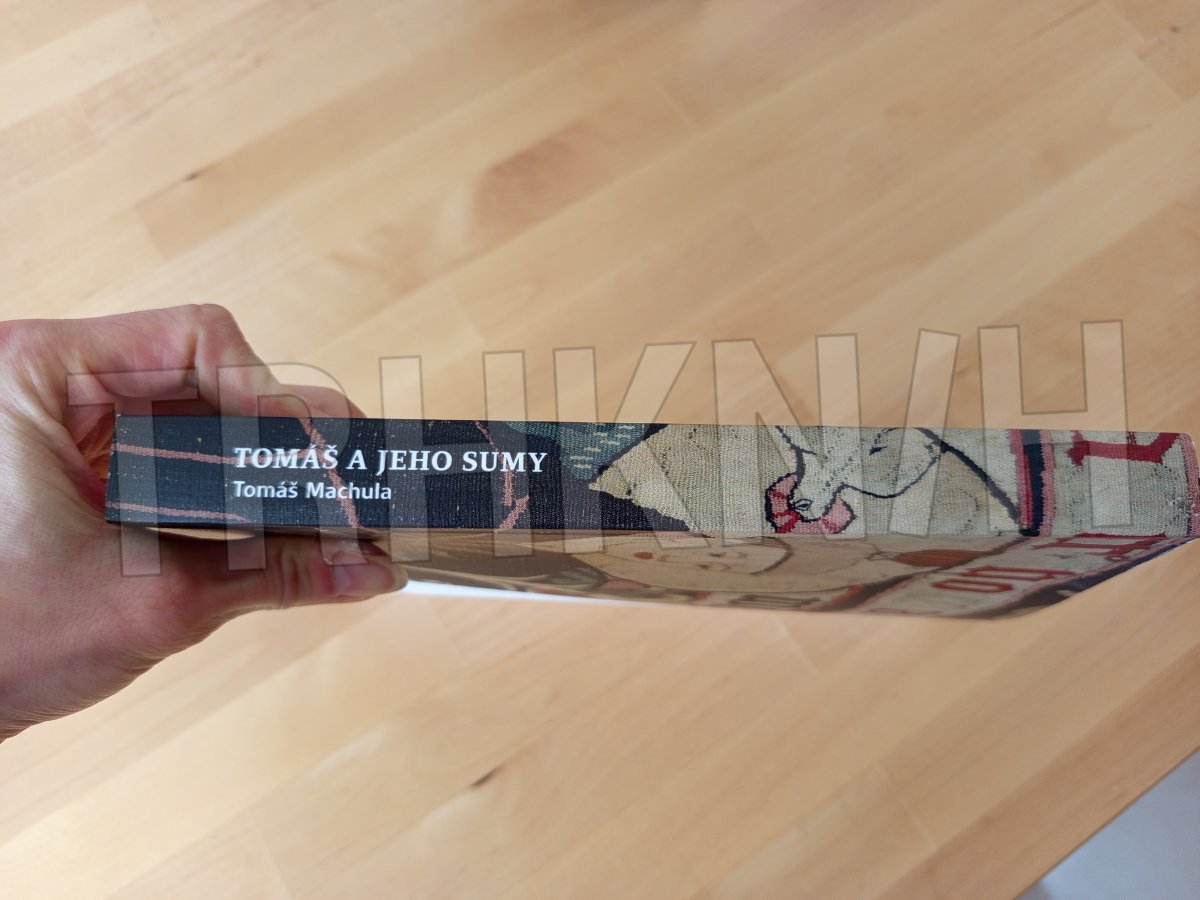 TOMÁŠ A JEHO SUMY
Tomáš Machula
TRHKNIH